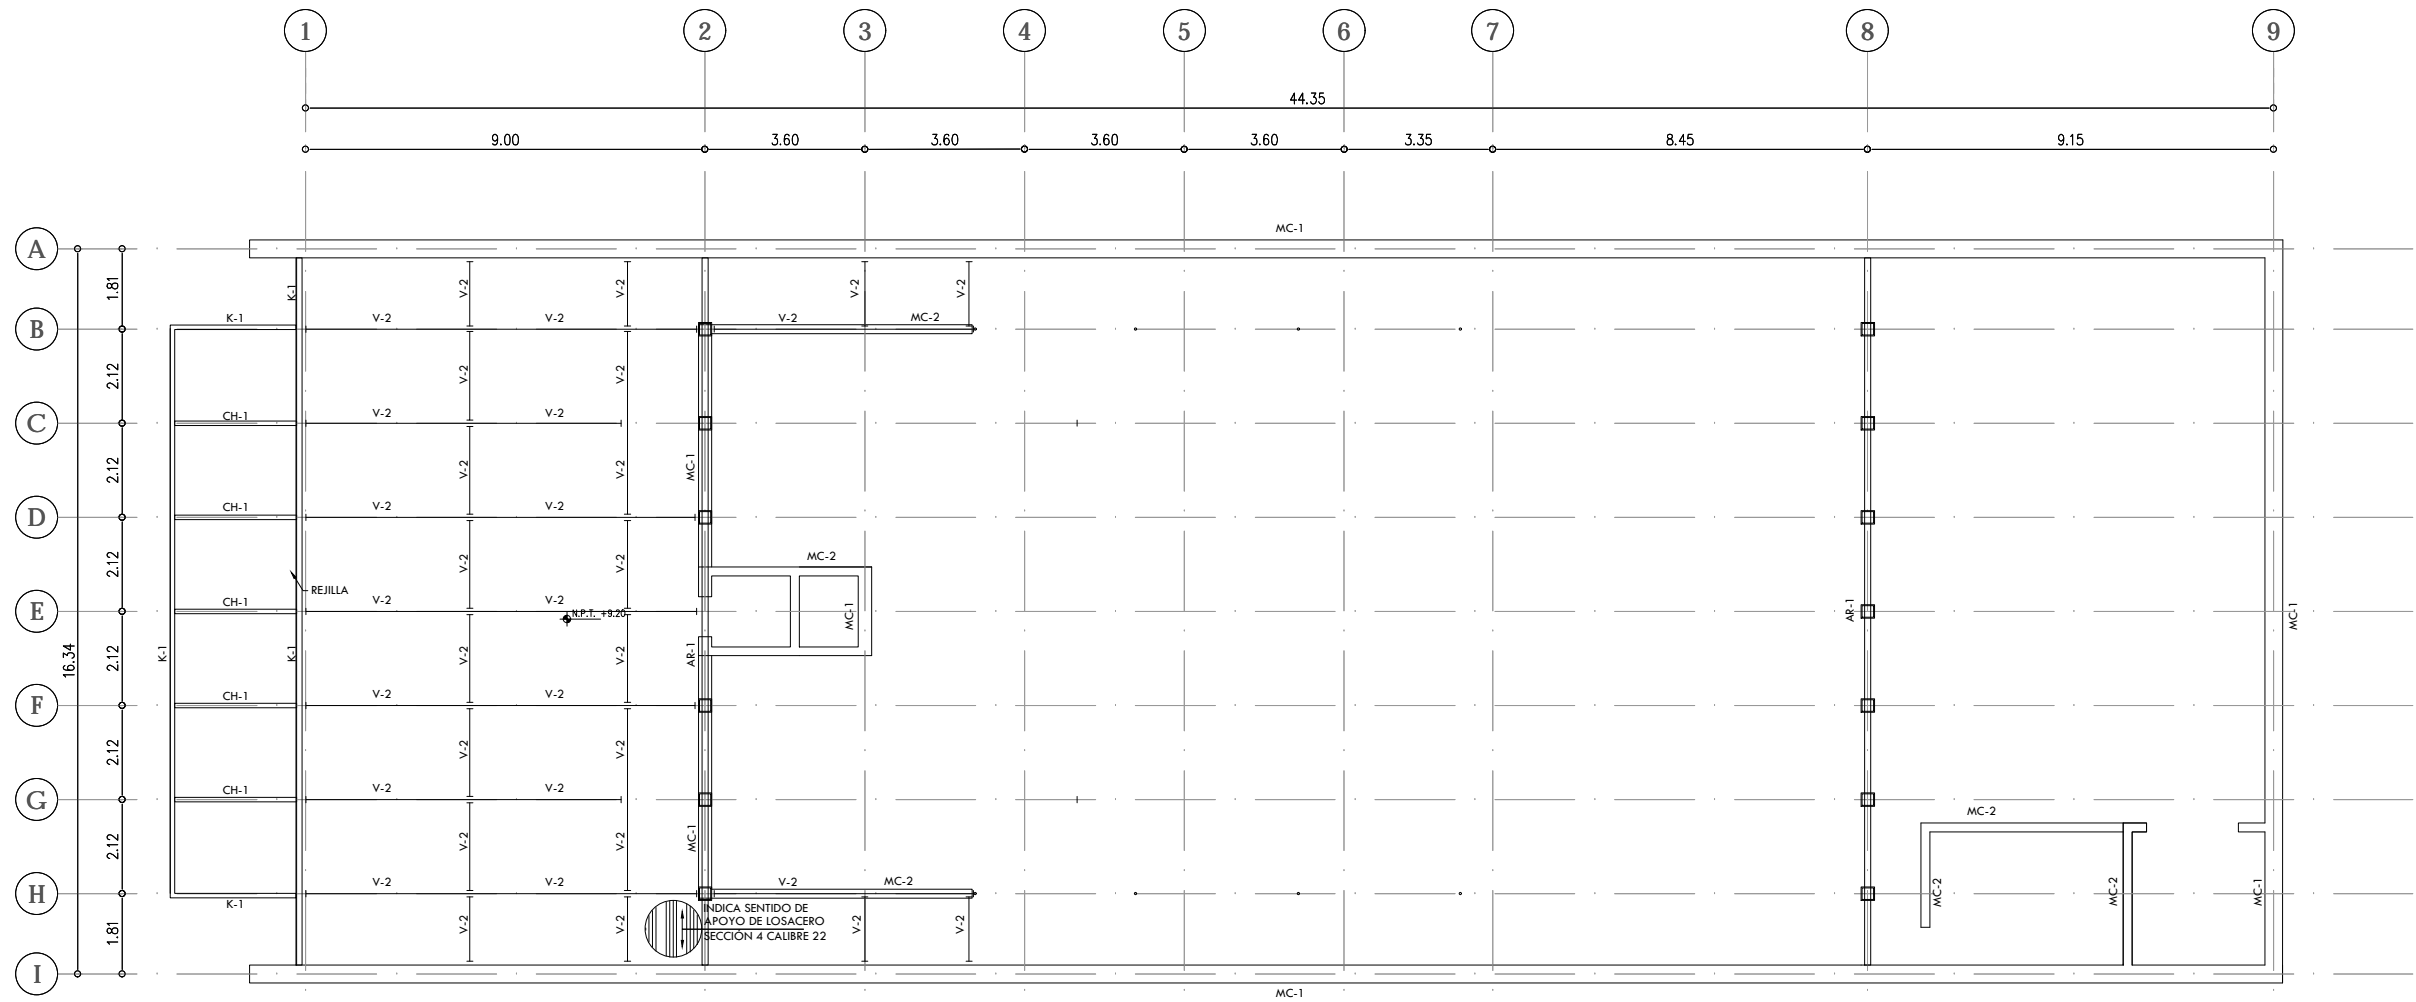 1 2 3 4 5 6 7 8 9
44.35
9.00 3.60 3.60 3.60 3.60 3.35 8.45 9.15
MC-1
A
1.81
K-1 V-2 V-2 V-2 V-2
K-1 V-2 V-2 V-2 MC-2
B
2.12 V-2 V-2
CH-1 V-2 V-2
C
2.12 V-2 V-2 MC-1
CH-1 V-2 V-2
D
2.12 V-2 V-2
MC-2
REJILLA
CH-1 V-2 V-2
E
N.P.T. +9.20
MC-1 AR-1 MC-1
16.34 2.12 K-1 K-1 V-2 V-2 AR-1
CH-1 V-2 V-2
F
2.12 V-2 V-2
CH-1 V-2 V-2
G
MC-2
2.12 V-2 V-2 MC-1
V-2 V-2 V-2 MC-2
H
MC-2 MC-2 MC-1
K-1
INDICA SENTIDO DE
APOYO DE LOSACERO
SECCIÓN 4 CALIBRE 22
1.81 V-2 V-2 V-2 V-2
I
MC-1